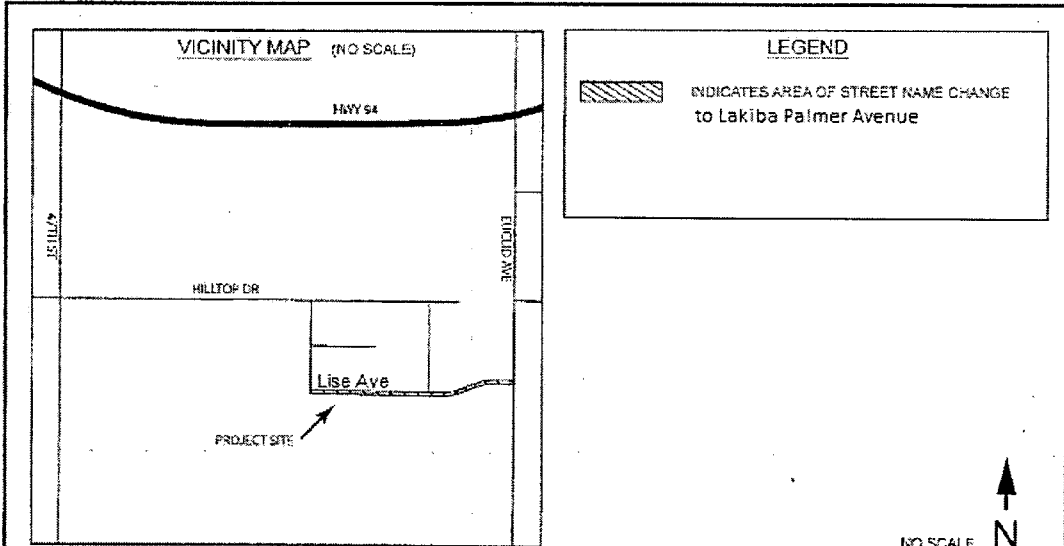 VICINITY MAP (NO SCALE)
HWY 94
47TH ST
EUCLID AVE
HILLTOP DR
Lise Ave
PROJECT SITE
LEGEND
INDICATES AREA OF STREET NAME CHANGE
to Lakiba Palmer Avenue
NO SCALE N